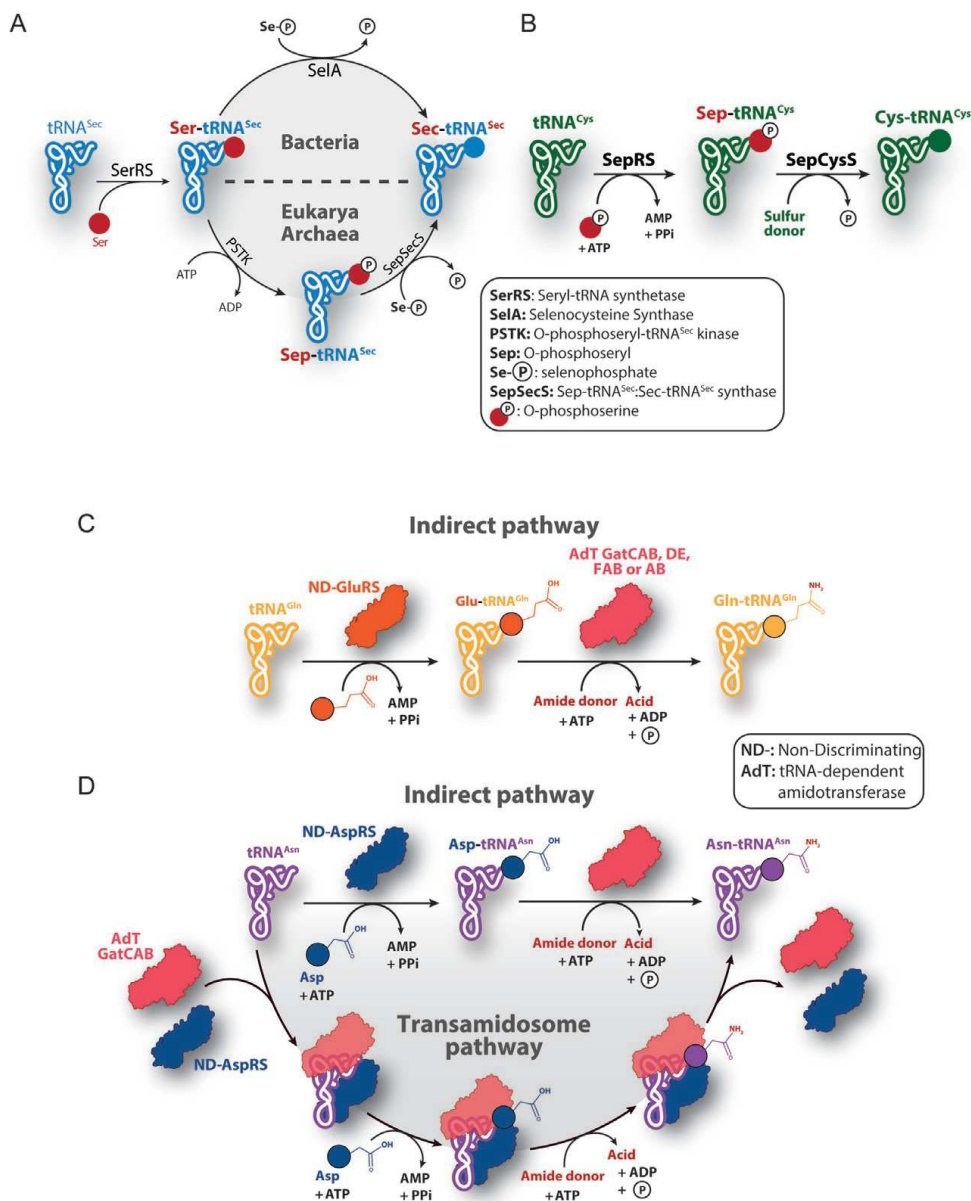 A
Se-P
P
SelA
tRNASec
Ser-tRNASec
Sec-tRNASec
Bacteria
SerRS
Ser
Eukarya
Archaea
PSTK
ATP
ADP
SepSecS
P
P
Se-P
Sep-tRNASec
B
tRNACys
Sep-tRNACys
P
Cys-tRNACys
SepRS
SepCysS
P
+ ATP
AMP
+ PPi
Sulfur
donor
P
SerRS: Seryl-tRNA synthetase
SelA: Selenocysteine Synthase
PSTK: O-phosphoseryl-tRNASec kinase
Sep: O-phosphoseryl
Se-P: selenophosphate
SepSecS: Sep-tRNASec:Sec-tRNASec synthase
P: O-phosphoserine
C
Indirect pathway
ND-GluRS
AdT GatCAB, DE,
FAB or AB
tRNAGln
Glu-tRNAGln
OH
O
Gln-tRNAGln
NH2
O
OH
O
AMP
+ PPi
Amide donor
+ ATP
Acid
+ ADP
+ P
ND-: Non-Discriminating
AdT: tRNA-dependent
amidotransferase
D
Indirect pathway
ND-AspRS
tRNAAsn
Asp-tRNAAsn
OH
O
Asn-tRNAAsn
NH2
O
OH
O
Asp
+ ATP
AMP
+ PPi
Amide donor
+ ATP
Acid
+ ADP
+ P
AdT
GatCAB
ND-AspRS
Transamidosome
pathway
OH
O
NH2
O
OH
O
Asp
+ ATP
AMP
+ PPi
Amide donor
+ ATP
Acid
+ ADP
+ P